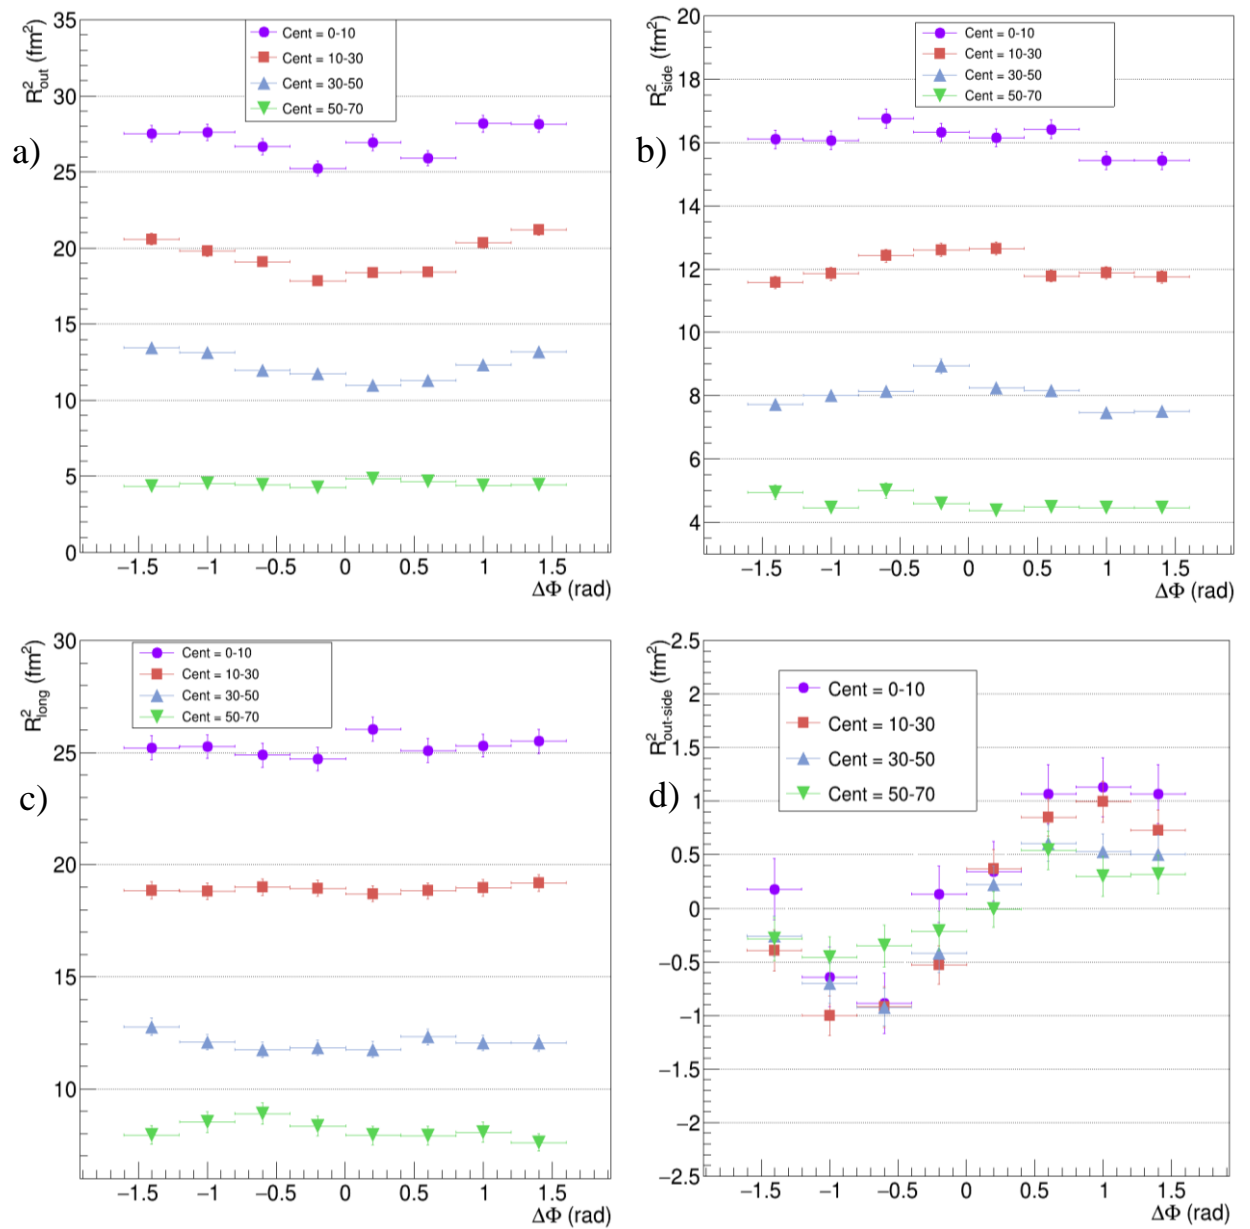 a)
R²out (fm²)
35
30
25
20
15
10
5
0
Cent = 0-10
Cent = 10-30
Cent = 30-50
Cent = 50-70
−1.5 −1 −0.5 0 0.5 1 1.5
ΔΦ (rad)
b)
R²side (fm²)
20
18
16
14
12
10
8
6
4
Cent = 0-10
Cent = 10-30
Cent = 30-50
Cent = 50-70
−1.5 −1 −0.5 0 0.5 1 1.5
ΔΦ (rad)
c)
R²long (fm²)
30
25
20
15
10
Cent = 0-10
Cent = 10-30
Cent = 30-50
Cent = 50-70
−1.5 −1 −0.5 0 0.5 1 1.5
ΔΦ (rad)
d)
R²out-side (fm²)
2.5
2
1.5
1
0.5
0
−0.5
−1
−1.5
−2
−2.5
Cent = 0-10
Cent = 10-30
Cent = 30-50
Cent = 50-70
−1.5 −1 −0.5 0 0.5 1 1.5
ΔΦ (rad)